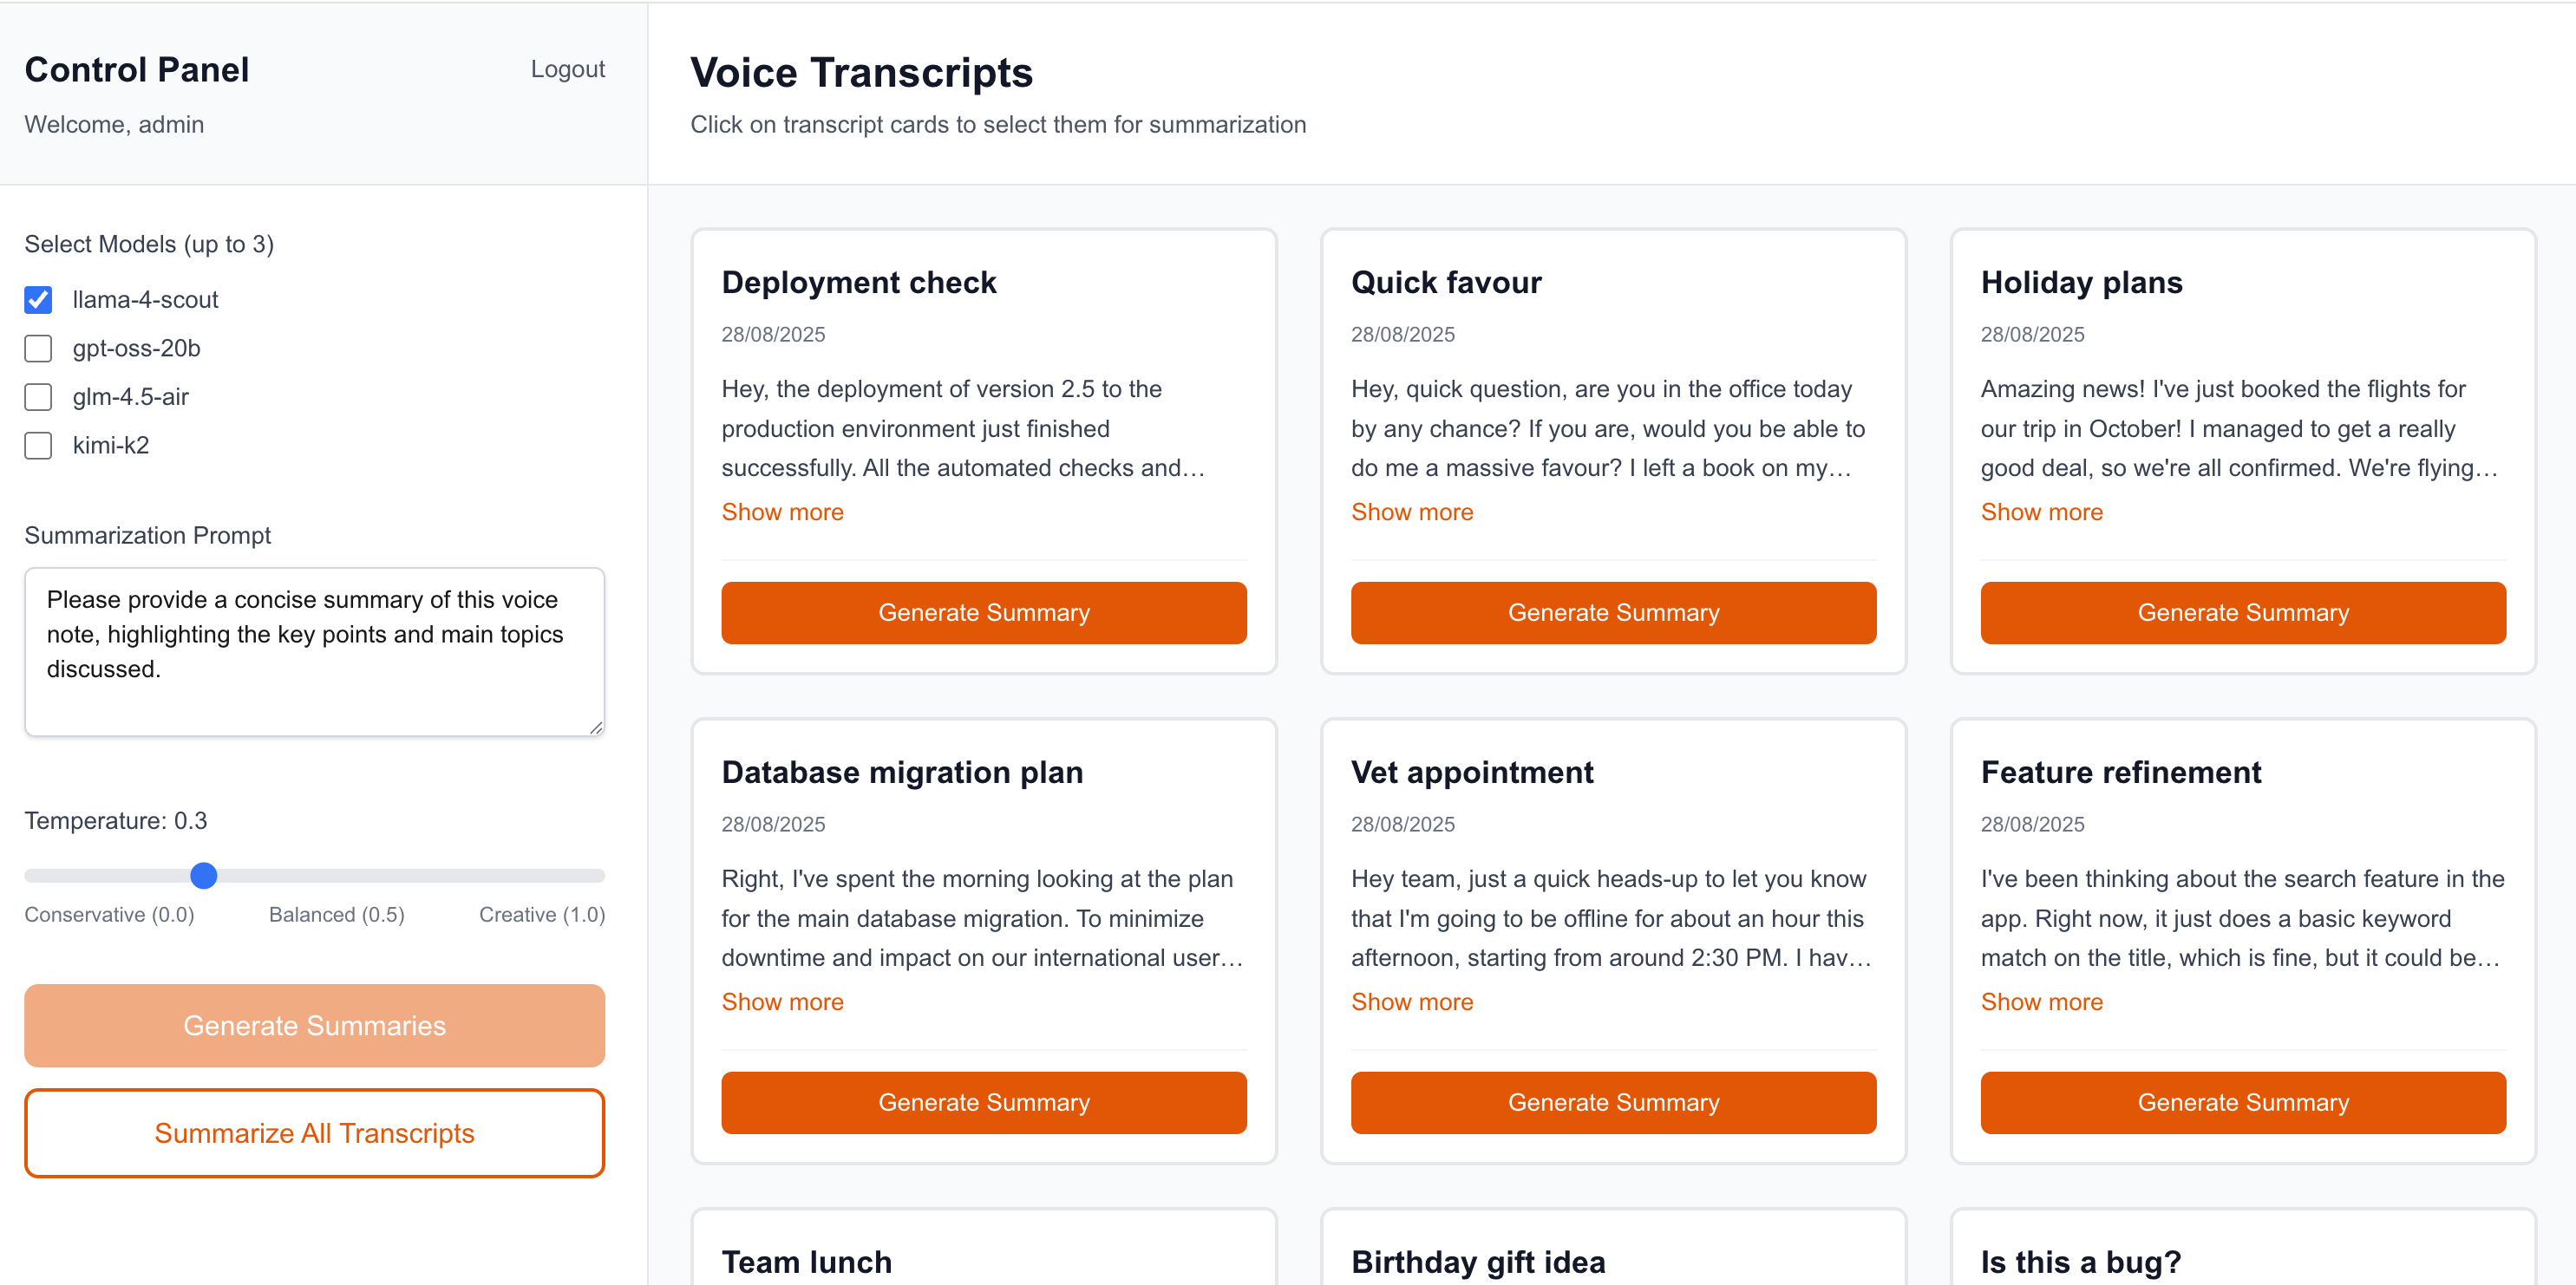 Control Panel
Logout
Welcome, admin
Select Models (up to 3)
llama-4-scout
gpt-oss-20b
glm-4.5-air
kimi-k2
Summarization Prompt
Please provide a concise summary of this voice
note, highlighting the key points and main topics
discussed.
Temperature: 0.3
Conservative (0.0)
Balanced (0.5)
Creative (1.0)
Generate Summaries
Summarize All Transcripts
Voice Transcripts
Click on transcript cards to select them for summarization
Deployment check
28/08/2025
Hey, the deployment of version 2.5 to the
production environment just finished
successfully. All the automated checks and…
Show more
Generate Summary
Quick favour
28/08/2025
Hey, quick question, are you in the office today
by any chance? If you are, would you be able to
do me a massive favour? I left a book on my…
Show more
Generate Summary
Holiday plans
28/08/2025
Amazing news! I've just booked the flights for
our trip in October! I managed to get a really
good deal, so we're all confirmed. We're flying…
Show more
Generate Summary
Database migration plan
28/08/2025
Right, I've spent the morning looking at the plan
for the main database migration. To minimize
downtime and impact on our international user…
Show more
Generate Summary
Vet appointment
28/08/2025
Hey team, just a quick heads-up to let you know
that I'm going to be offline for about an hour this
afternoon, starting from around 2:30 PM. I hav…
Show more
Generate Summary
Feature refinement
28/08/2025
I've been thinking about the search feature in the
app. Right now, it just does a basic keyword
match on the title, which is fine, but it could be…
Show more
Generate Summary
Team lunch
Birthday gift idea
Is this a bug?